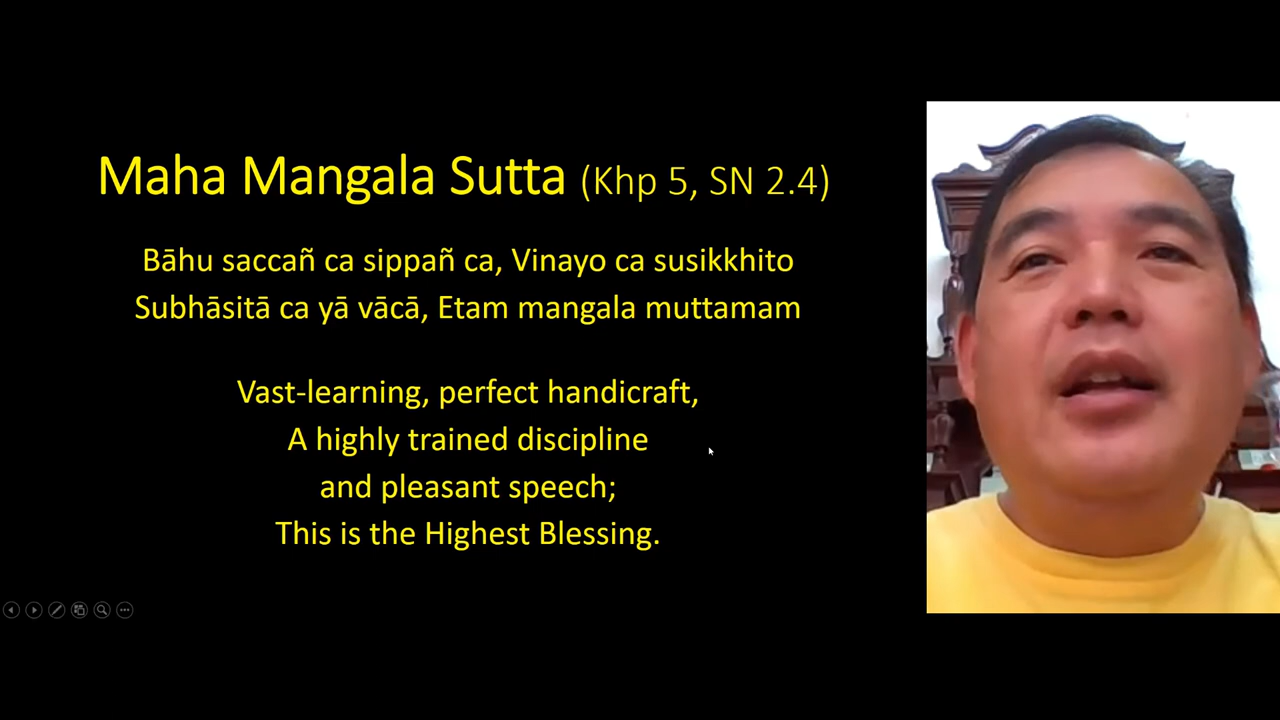 Maha Mangala Sutta (Khp 5, SN 2.4)
Bāhu saccañ ca sippañ ca, Vinayo ca susikkhito
Subhāsitā ca yā vācā, Etam mangala muttamam
Vast-learning, perfect handicraft,
A highly trained discipline
and pleasant speech;
This is the Highest Blessing.